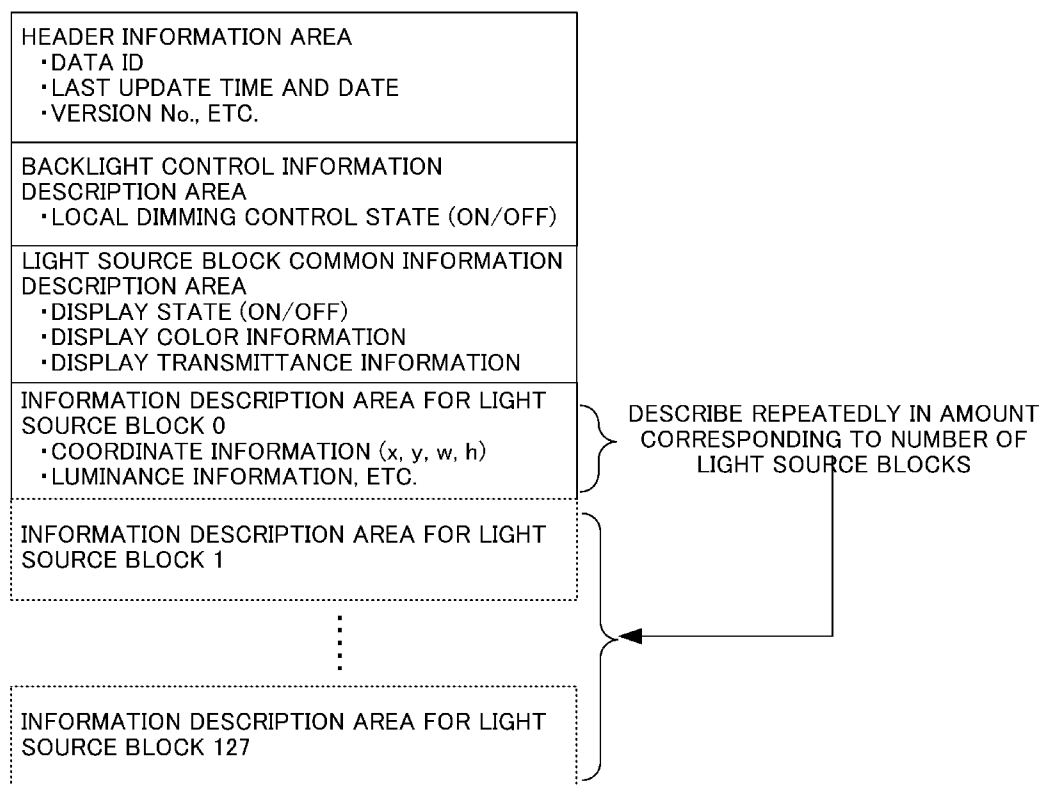 HEADER INFORMATION AREA
・DATA ID
・LAST UPDATE TIME AND DATE
・VERSION No., ETC.
BACKLIGHT CONTROL INFORMATION
DESCRIPTION AREA
・LOCAL DIMMING CONTROL STATE (ON/OFF)
LIGHT SOURCE BLOCK COMMON INFORMATION
DESCRIPTION AREA
・DISPLAY STATE (ON/OFF)
・DISPLAY COLOR INFORMATION
・DISPLAY TRANSMITTANCE INFORMATION
INFORMATION DESCRIPTION AREA FOR LIGHT
SOURCE BLOCK 0
・COORDINATE INFORMATION (x, y, w, h)
・LUMINANCE INFORMATION, ETC.
DESCRIBE REPEATEDLY IN AMOUNT
CORRESPONDING TO NUMBER OF
LIGHT SOURCE BLOCKS
INFORMATION DESCRIPTION AREA FOR LIGHT
SOURCE BLOCK 1
INFORMATION DESCRIPTION AREA FOR LIGHT
SOURCE BLOCK 127